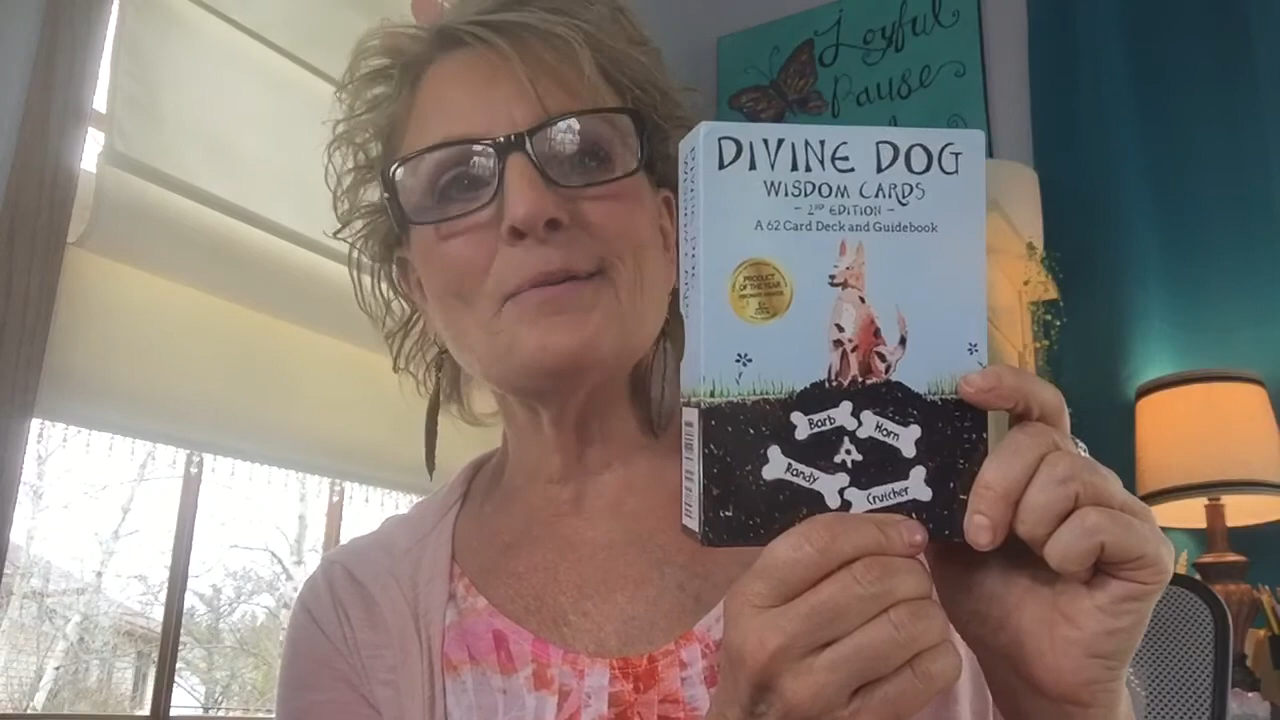 Joyful
Pause
DIVINE DOG
WISDOM CARDS
- 2ND EDITION -
A 62 Card Deck and Guidebook
PRODUCT
OF THE YEAR
Barb
Horn
Randy
Crutcher